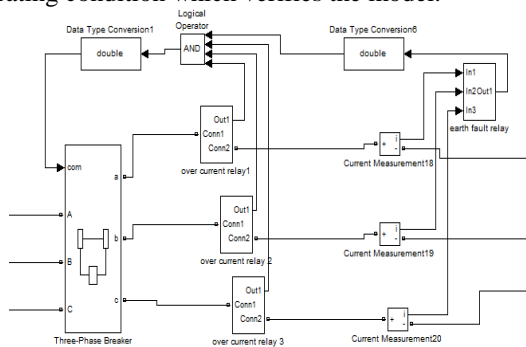 rating condition which verifies the model.
Logical
Operator
Data Type Conversion1
Data Type Conversion6
double
AND
double
In1
In2 Out1
In3
earth fault relay
Out1
Conn1
Conn2
over current relay1
i
+
-
Current Measurement18
com
A
B
C
a
b
c
Three-Phase Breaker
Out1
Conn1
Conn2
over current relay 2
i
+
-
Current Measurement19
Out1
Conn1
Conn2
over current relay 3
i
+
-
Current Measurement20